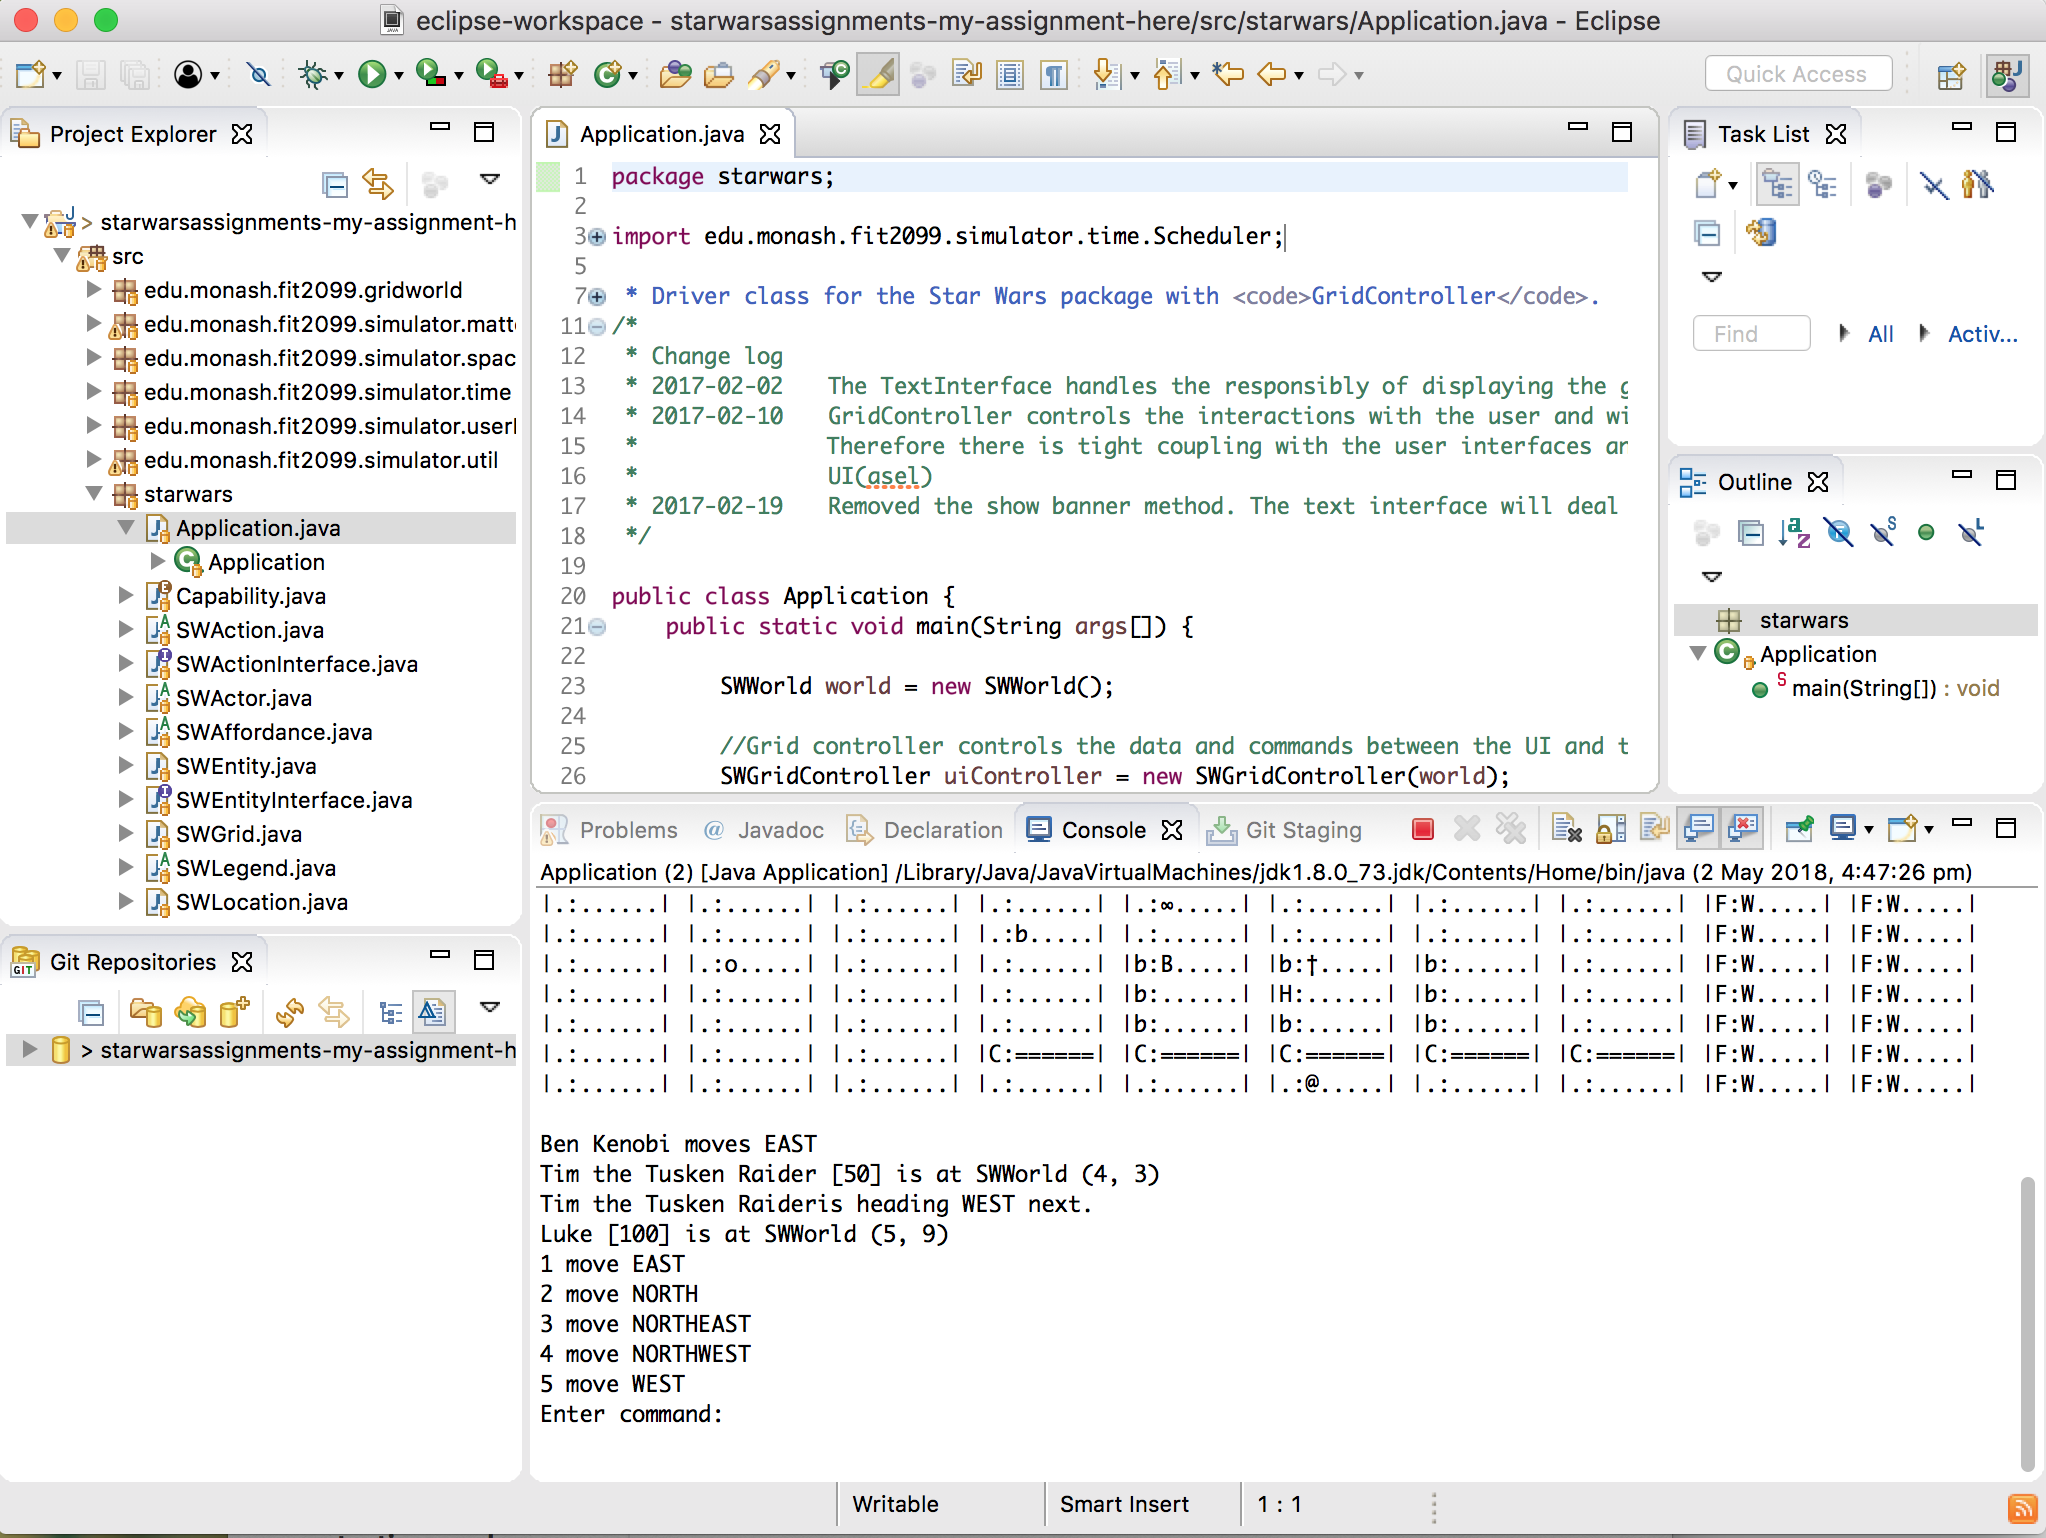 eclipse-workspace - starwarsassignments-my-assignment-here/src/starwars/Application.java - Eclipse
Quick Access
Project Explorer
> starwarsassignments-my-assignment-h
src
edu.monash.fit2099.gridworld
edu.monash.fit2099.simulator.matt
edu.monash.fit2099.simulator.spac
edu.monash.fit2099.simulator.time
edu.monash.fit2099.simulator.userI
edu.monash.fit2099.simulator.util
starwars
Application.java
Application
Capability.java
SWAction.java
SWActionInterface.java
SWActor.java
SWAffordance.java
SWEntity.java
SWEntityInterface.java
SWGrid.java
SWLegend.java
SWLocation.java
Git Repositories
> starwarsassignments-my-assignment-h
Application.java
1 package starwars;
2
3 import edu.monash.fit2099.simulator.time.Scheduler;
5
7 * Driver class for the Star Wars package with <code>GridController</code>.
11 /*
12 * Change log
13 * 2017-02-02 The TextInterface handles the responsibly of displaying the g
14 * 2017-02-10 GridController controls the interactions with the user and wi
15 * Therefore there is tight coupling with the user interfaces an
16 * UI(asel)
17 * 2017-02-19 Removed the show banner method. The text interface will deal
18 */
19
20 public class Application {
21 public static void main(String args[]) {
22
23 SWWorld world = new SWWorld();
24
25 //Grid controller controls the data and commands between the UI and t
26 SWGridController uiController = new SWGridController(world);
Task List
Find
All
Activ...
Outline
starwars
Application
main(String[]) : void
Problems
Javadoc
Declaration
Console
Git Staging
Application (2) [Java Application] /Library/Java/JavaVirtualMachines/jdk1.8.0_73.jdk/Contents/Home/bin/java (2 May 2018, 4:47:26 pm)
|.:......| |.:......| |.:......| |.:......| |.:∞.....| |.:......| |.:......| |.:......| |F:W.....| |F:W.....|
|.:......| |.:......| |.:......| |.:b.....| |.:......| |.:......| |.:......| |.:......| |F:W.....| |F:W.....|
|.:......| |.:o.....| |.:......| |.:......| |b:B.....| |b:†.....| |b:......| |.:......| |F:W.....| |F:W.....|
|.:......| |.:......| |.:......| |.:......| |b:......| |H:......| |b:......| |.:......| |F:W.....| |F:W.....|
|.:......| |.:......| |.:......| |.:......| |b:......| |b:......| |b:......| |.:......| |F:W.....| |F:W.....|
|.:......| |.:......| |.:......| |C:======| |C:======| |C:======| |C:======| |C:======| |F:W.....| |F:W.....|
|.:......| |.:......| |.:......| |.:......| |.:......| |.:@.....| |.:......| |.:......| |F:W.....| |F:W.....|
Ben Kenobi moves EAST
Tim the Tusken Raider [50] is at SWWorld (4, 3)
Tim the Tusken Raideris heading WEST next.
Luke [100] is at SWWorld (5, 9)
1 move EAST
2 move NORTH
3 move NORTHEAST
4 move NORTHWEST
5 move WEST
Enter command:
Writable
Smart Insert
1 : 1